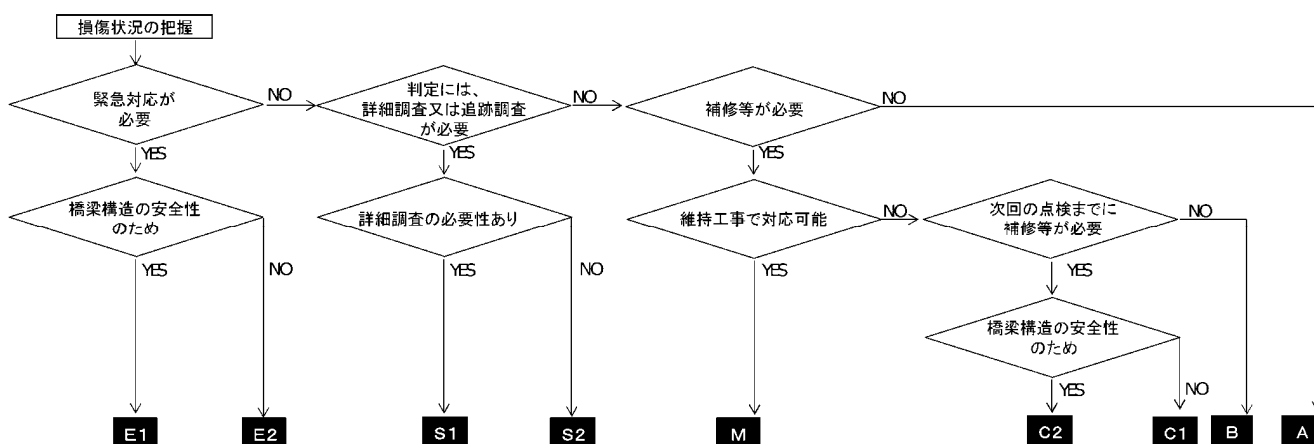 損傷状況の把握
緊急対応が
必要
NO
判定には、
詳細調査又は追跡調査
が必要
NO
補修等が必要
NO
YES
YES
YES
橋梁構造の安全性
のため
詳細調査の必要性あり
維持工事で対応可能
NO
次回の点検までに
補修等が必要
NO
YES
NO
YES
NO
YES
YES
橋梁構造の安全性
のため
YES
NO
E1
E2
S1
S2
M
C2
C1
B
A